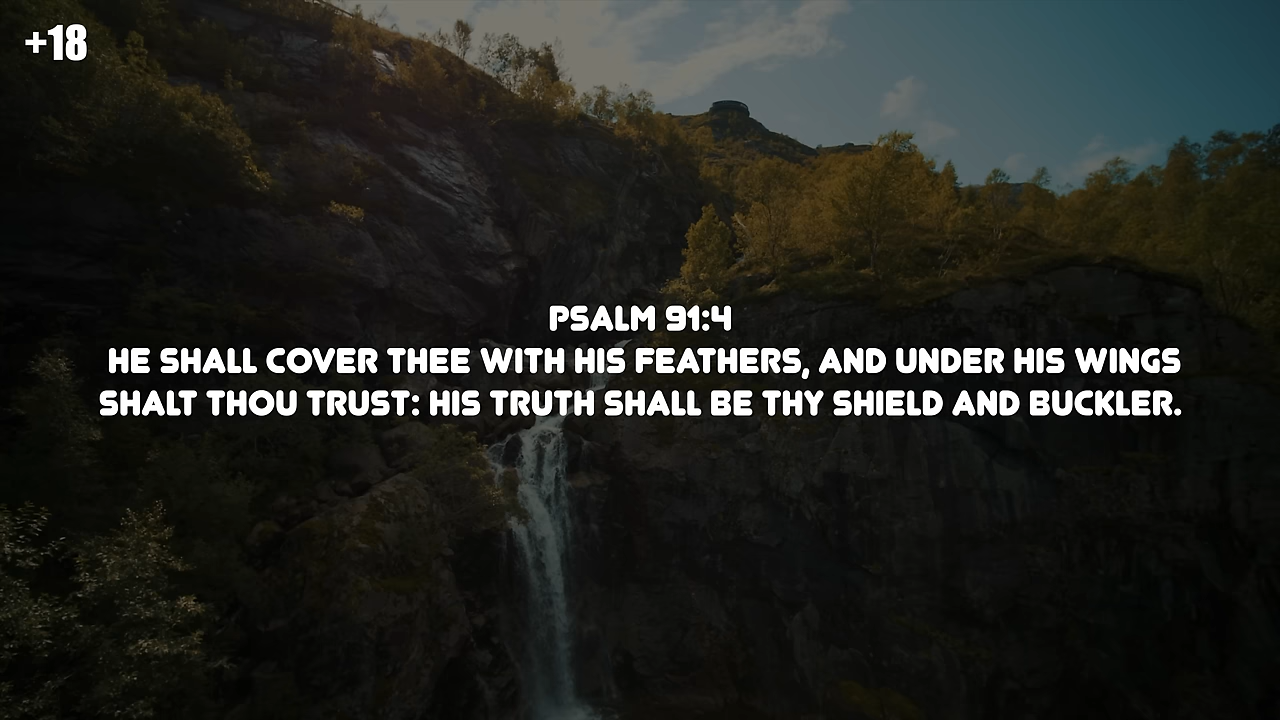 +18
PSALM 91:4
HE SHALL COVER THEE WITH HIS FEATHERS, AND UNDER HIS WINGS
SHALT THOU TRUST: HIS TRUTH SHALL BE THY SHIELD AND BUCKLER.